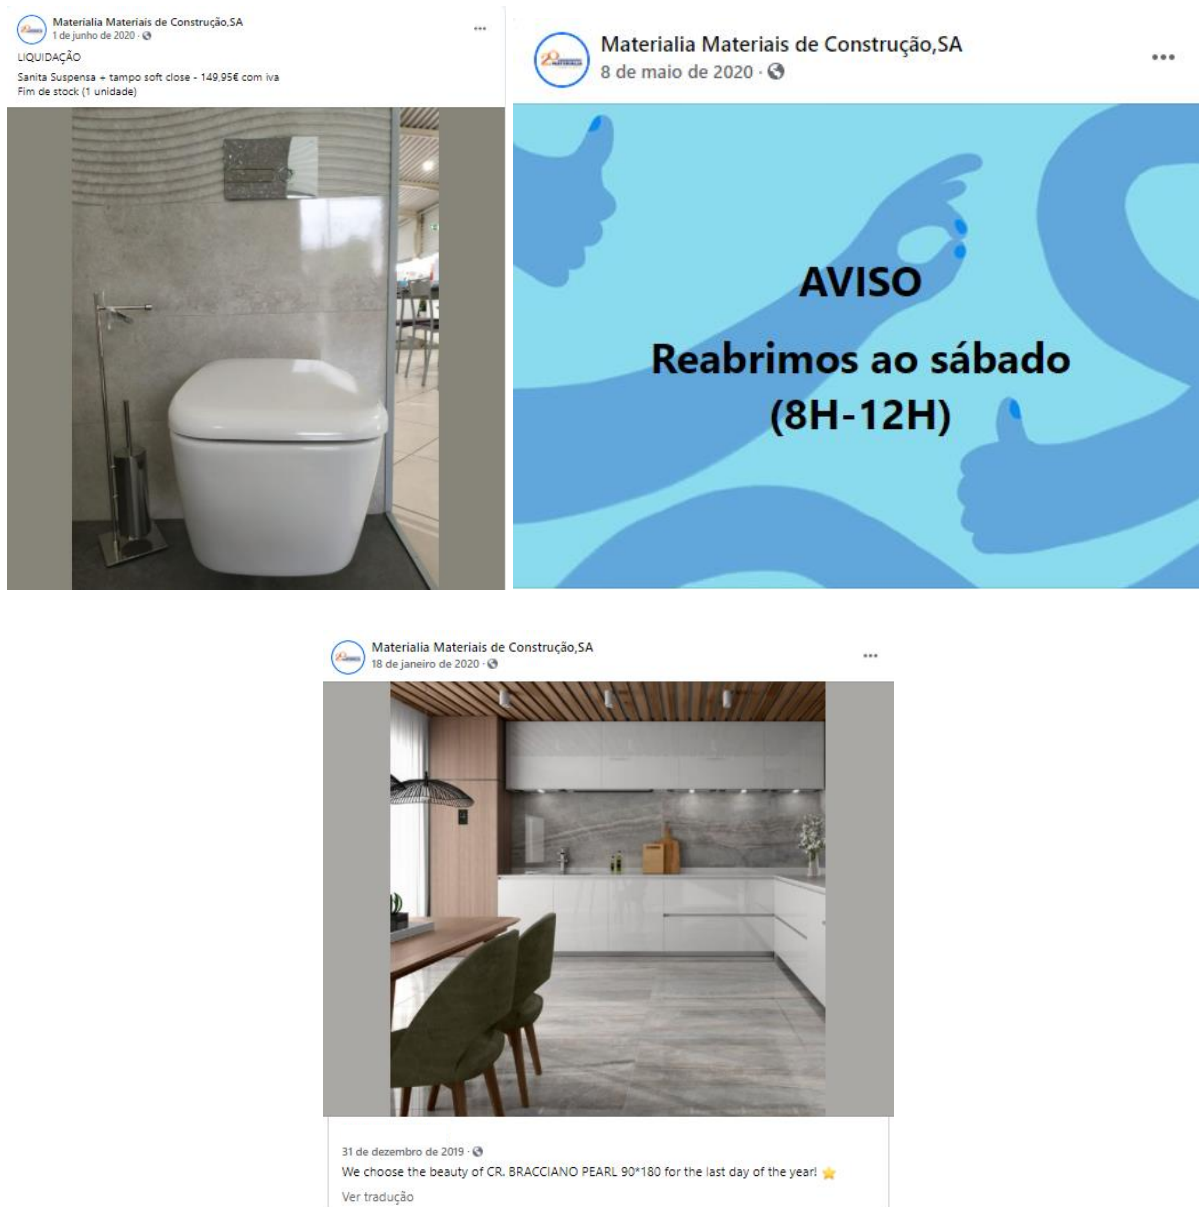 Materialia Materiais de Construção,SA
1 de junho de 2020 ·
LIQUIDAÇÃO
Sanita Suspensa + tampo soft close - 149,95€ com iva
Fim de stock (1 unidade)
Materialia Materiais de Construção,SA
8 de maio de 2020 ·
AVISO
Reabrimos ao sábado
(8H-12H)
Materialia Materiais de Construção,SA
18 de janeiro de 2020 ·
31 de dezembro de 2019 ·
We choose the beauty of CR. BRACCIANO PEARL 90*180 for the last day of the year! ⭐
Ver tradução